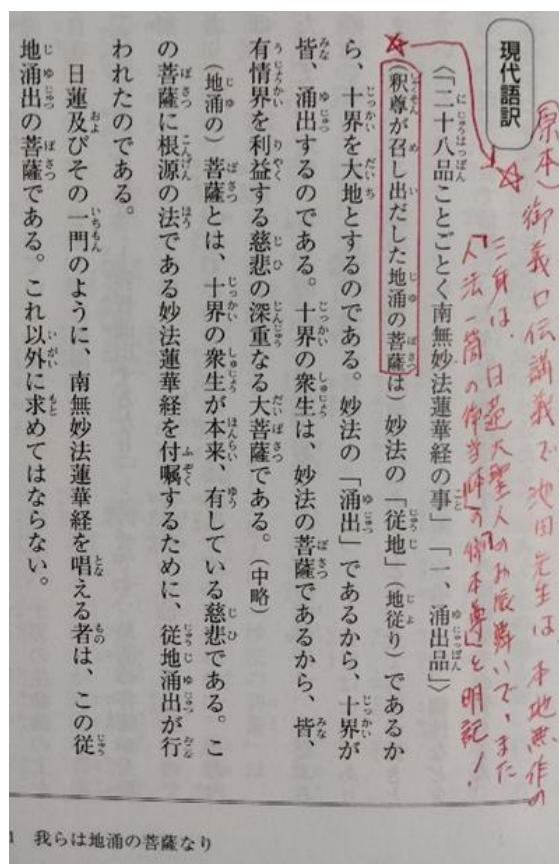 現代語訳
原本)御義口伝講義で池田先生は、本地無作の
三身は、日蓮大聖人のお振舞いで、また
「人法一箇の御当体」の「御本尊」と明記!
〈「二十八品ことごとく南無妙法蓮華経の事」「一、涌出品」〉
(釈尊が召し出だした地涌の菩薩は)妙法の「従地」(地従り)であるか
ら、十界を大地とするのである。妙法の「涌出」であるから、十界が
皆、涌出するのである。十界の衆生は、妙法の菩薩であるから、皆、
有情界を利益する慈悲の深重なる大菩薩である。(中略)
(地涌の)菩薩とは、十界の衆生が本来、有している慈悲である。こ
の菩薩に根源の法である妙法蓮華経を付嘱するために、従地涌出が行
われたのである。
日蓮及びその一門のように、南無妙法蓮華経を唱える者は、この従
地涌出の菩薩である。これ以外に求めてはならない。
1 我らは地涌の菩薩なり